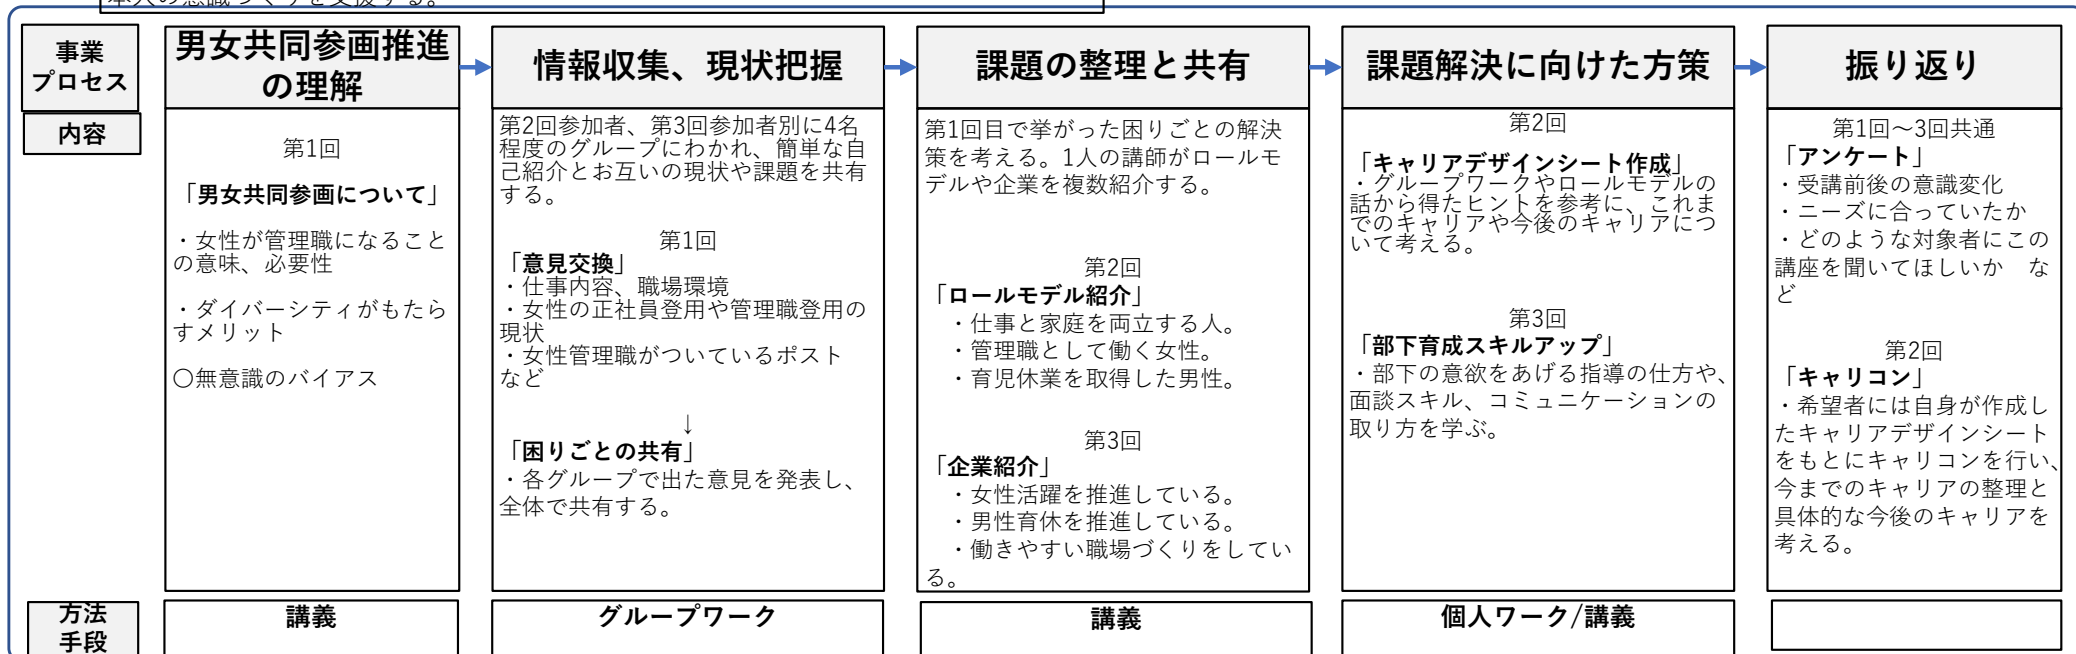 本人の意識づくりを支援する。
事業
プロセス
男女共同参画推進
の理解
情報収集、現状把握
課題の整理と共有
課題解決に向けた方策
振り返り
内容
第1回
「男女共同参画について」
・女性が管理職になること
の意味、必要性
・ダイバーシティがもたら
すメリット
〇無意識のバイアス
第2回参加者、第3回参加者別に4名
程度のグループにわかれ、簡単な自
己紹介とお互いの現状や課題を共有
する。
第1回
「意見交換」
・仕事内容、職場環境
・女性の正社員登用や管理職登用の
現状
・女性管理職がついているポスト
など
↓
「困りごとの共有」
・各グループで出た意見を発表し、
全体で共有する。
第1回目で挙がった困りごとの解決
策を考える。1人の講師がロールモ
デルや企業を複数紹介する。
第2回
「ロールモデル紹介」
・仕事と家庭を両立する人。
・管理職として働く女性。
・育児休業を取得した男性。
第3回
「企業紹介」
・女性活躍を推進している。
・男性育休を推進している。
・働きやすい職場づくりをしてい
る。
第2回
「キャリアデザインシート作成」
・グループワークやロールモデルの
話から得たヒントを参考に、これま
でのキャリアや今後のキャリアにつ
いて考える。
第3回
「部下育成スキルアップ」
・部下の意欲をあげる指導の仕方や、
面談スキル、コミュニケーションの
取り方を学ぶ。
第1回～3回共通
「アンケート」
・受講前後の意識変化
・ニーズに合っていたか
・どのような対象者にこの
講座を聞いてほしいか　な
ど
第2回
「キャリコン」
・希望者には自身が作成し
たキャリアデザインシート
をもとにキャリコンを行い、
今までのキャリアの整理と
具体的な今後のキャリアを
考える。
方法
手段
講義
グループワーク
講義
個人ワーク/講義